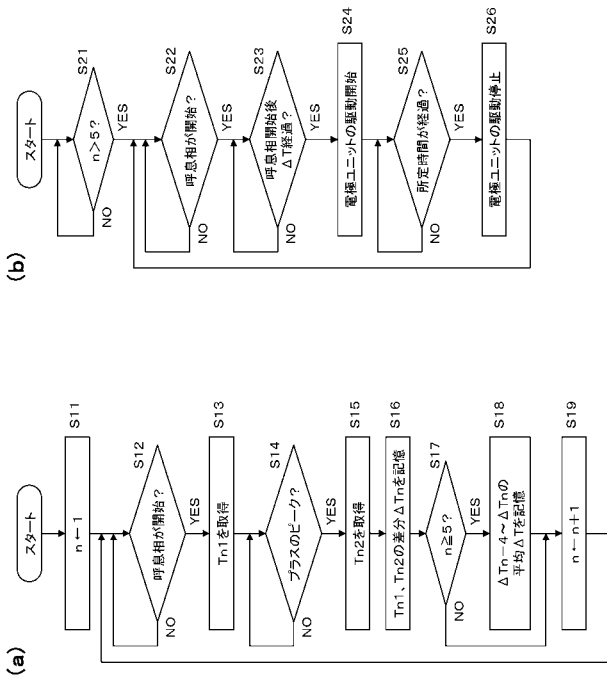 (a)
スタート
n ← 1
S11
呼息相が開始？
S12
NO
YES
Tn1を取得
S13
プラスのピーク？
S14
NO
YES
Tn2を取得
S15
Tn1、Tn2の差分ΔTnを記憶
S16
n≧5？
S17
NO
YES
ΔTn－4～ΔTnの
平均ΔTを記憶
S18
n ← n＋1
S19
(b)
スタート
n＞5？
S21
NO
YES
呼息相が開始？
S22
NO
YES
呼息相開始後
ΔT経過？
S23
NO
YES
電極ユニットの駆動開始
S24
所定時間が経過？
S25
NO
YES
電極ユニットの駆動停止
S26